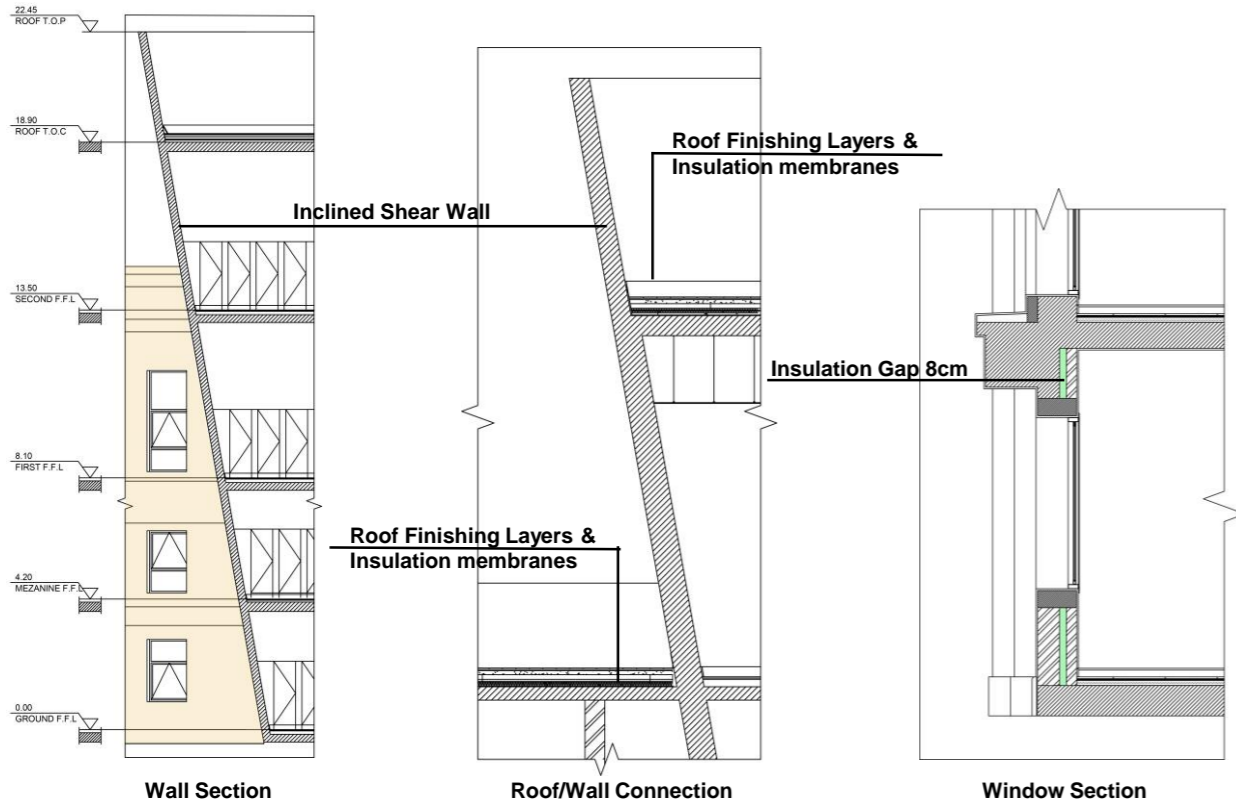 22.45
ROOF T.O.P
18.90
ROOF T.O.C
13.50
SECOND F.F.L
8.10
FIRST F.F.L
4.20
MEZANINE F.F.L
0.00
GROUND F.F.L
Inclined Shear Wall
Roof Finishing Layers &
Insulation membranes
Roof Finishing Layers &
Insulation membranes
Insulation Gap 8cm
Wall Section
Roof/Wall Connection
Window Section